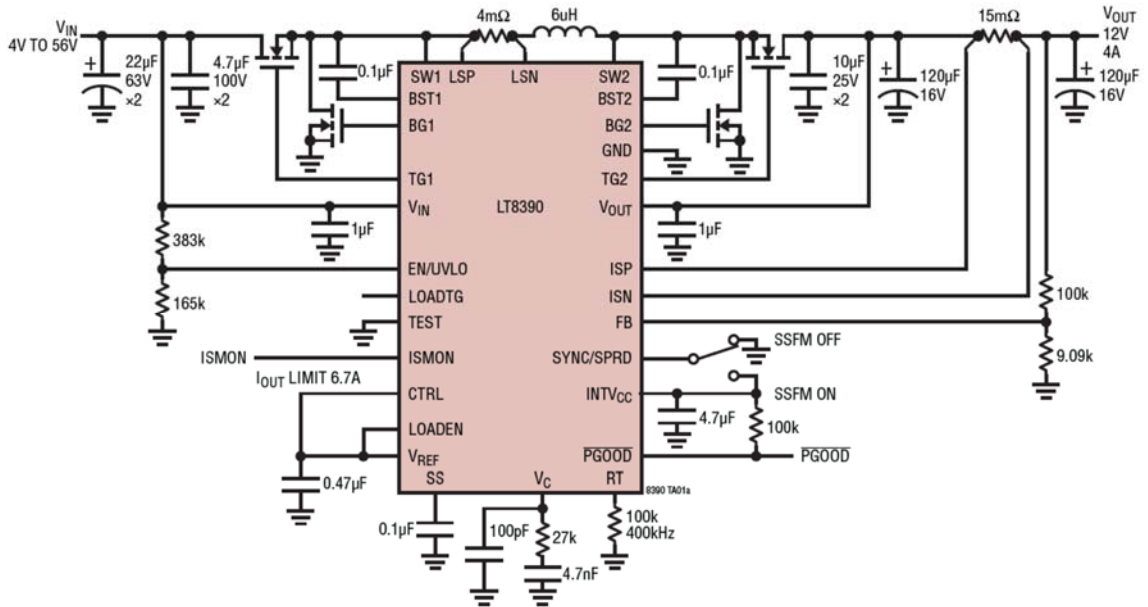 VIN
4V TO 56V
22µF
63V
×2
4.7µF
100V
×2
0.1µF
4mΩ
6uH
15mΩ
VOUT
12V
4A
SW1
LSP
LSN
SW2
BST1
BST2
0.1µF
10µF
25V
×2
120µF
16V
120µF
16V
BG1
BG2
GND
TG1
TG2
VIN
LT8390
VOUT
1µF
1µF
383k
EN/UVLO
ISP
165k
LOADTG
ISN
100k
TEST
FB
9.09k
ISMON
ISMON
SYNC/SPRD
SSFM OFF
SSFM ON
IOUT LIMIT 6.7A
CTRL
INTVCC
4.7µF
100k
LOADEN
VREF
PGOOD
PGOOD
0.47µF
SS
VC
RT
8390 TA01a
0.1µF
100pF
27k
4.7nF
100k
400kHz